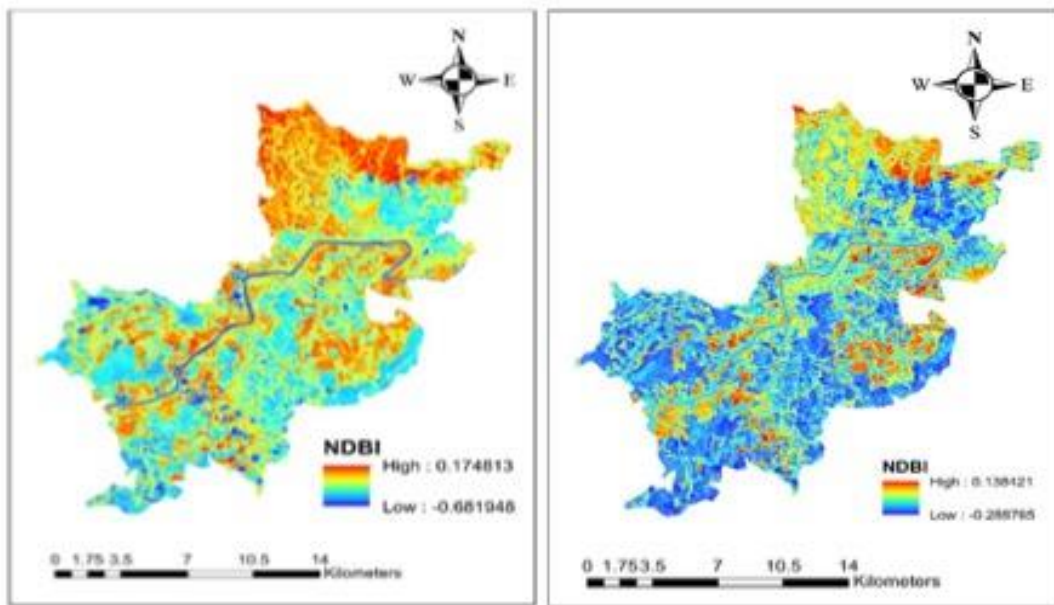 N
W E
S
NDBI
High : 0.174813
Low : -0.681948
0 1.75 3.5 7 10.5 14
Kilometers
N
W E
S
NDBI
High : 0.138421
Low : -0.288765
0 1.75 3.5 7 10.5 14
Kilometers